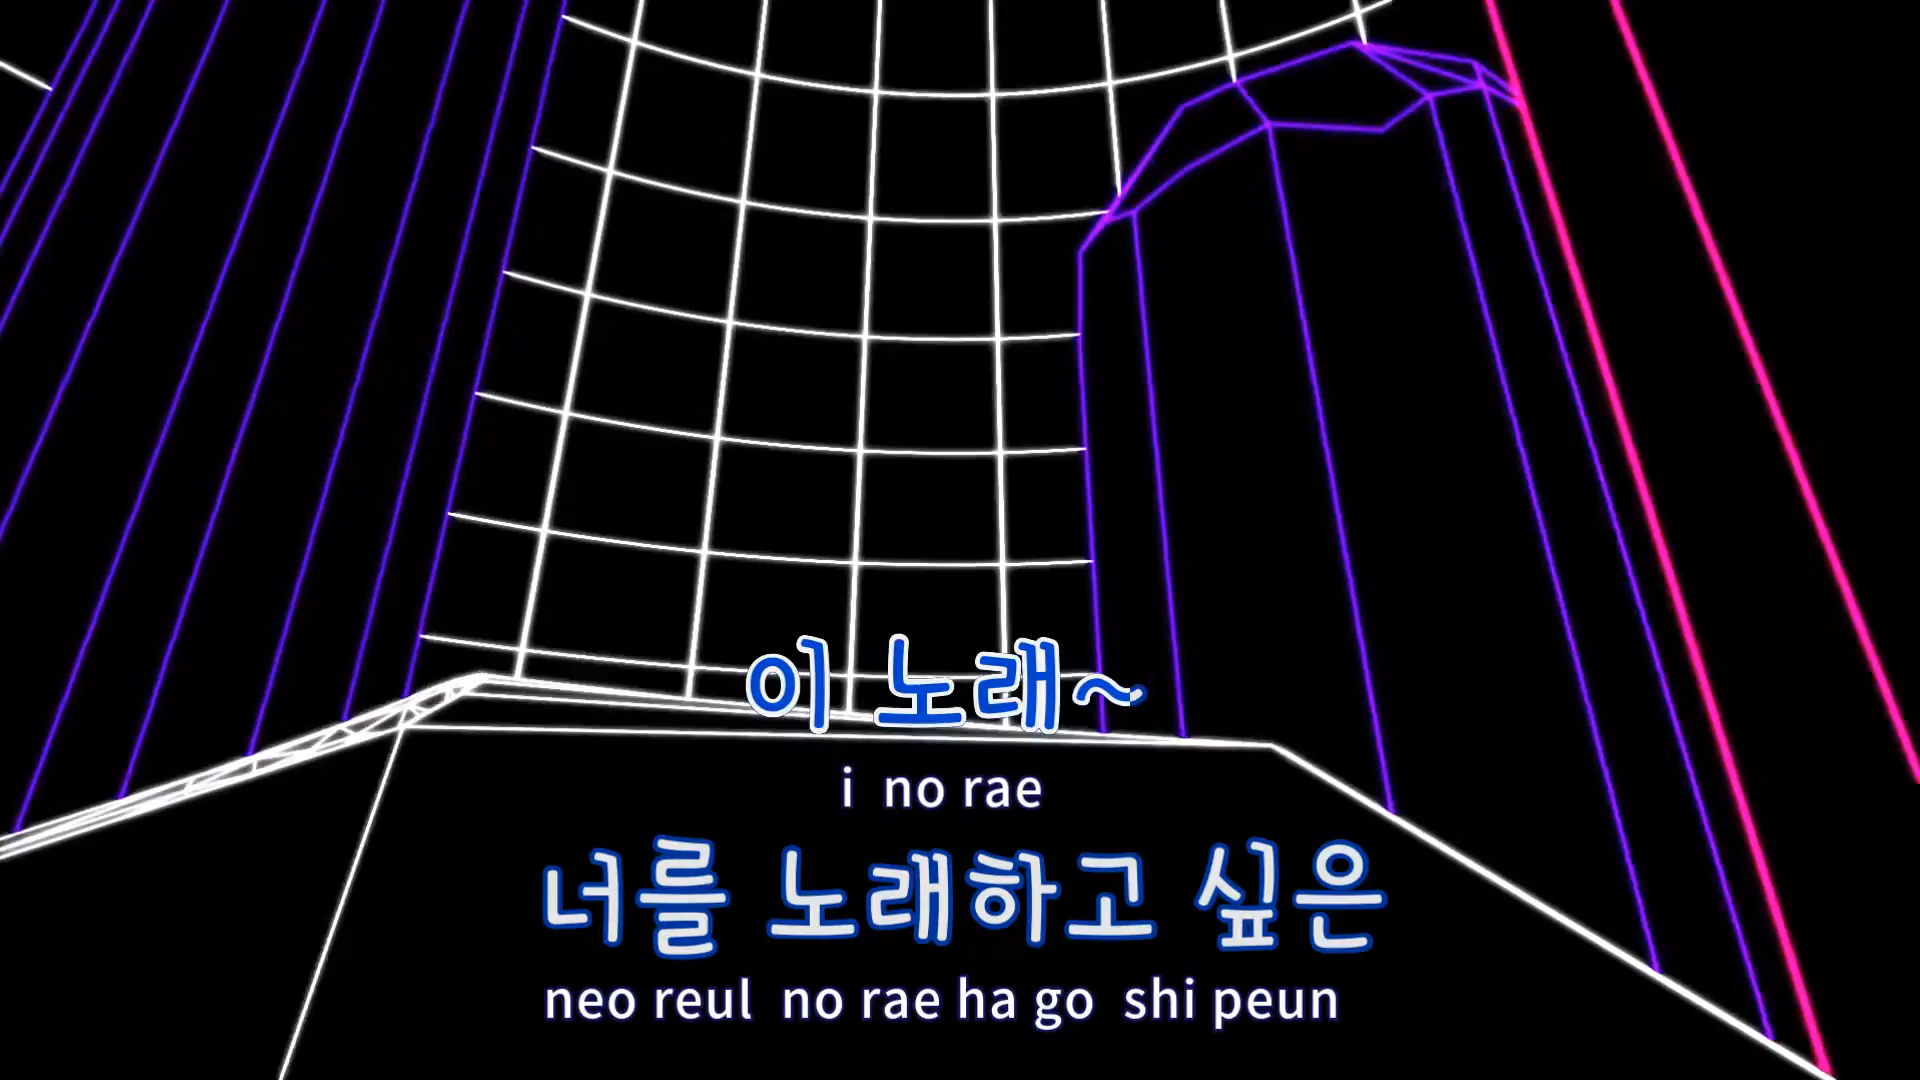 이 노래~
i no rae
너를 노래하고 싶은
neo reul no rae ha go shi peun